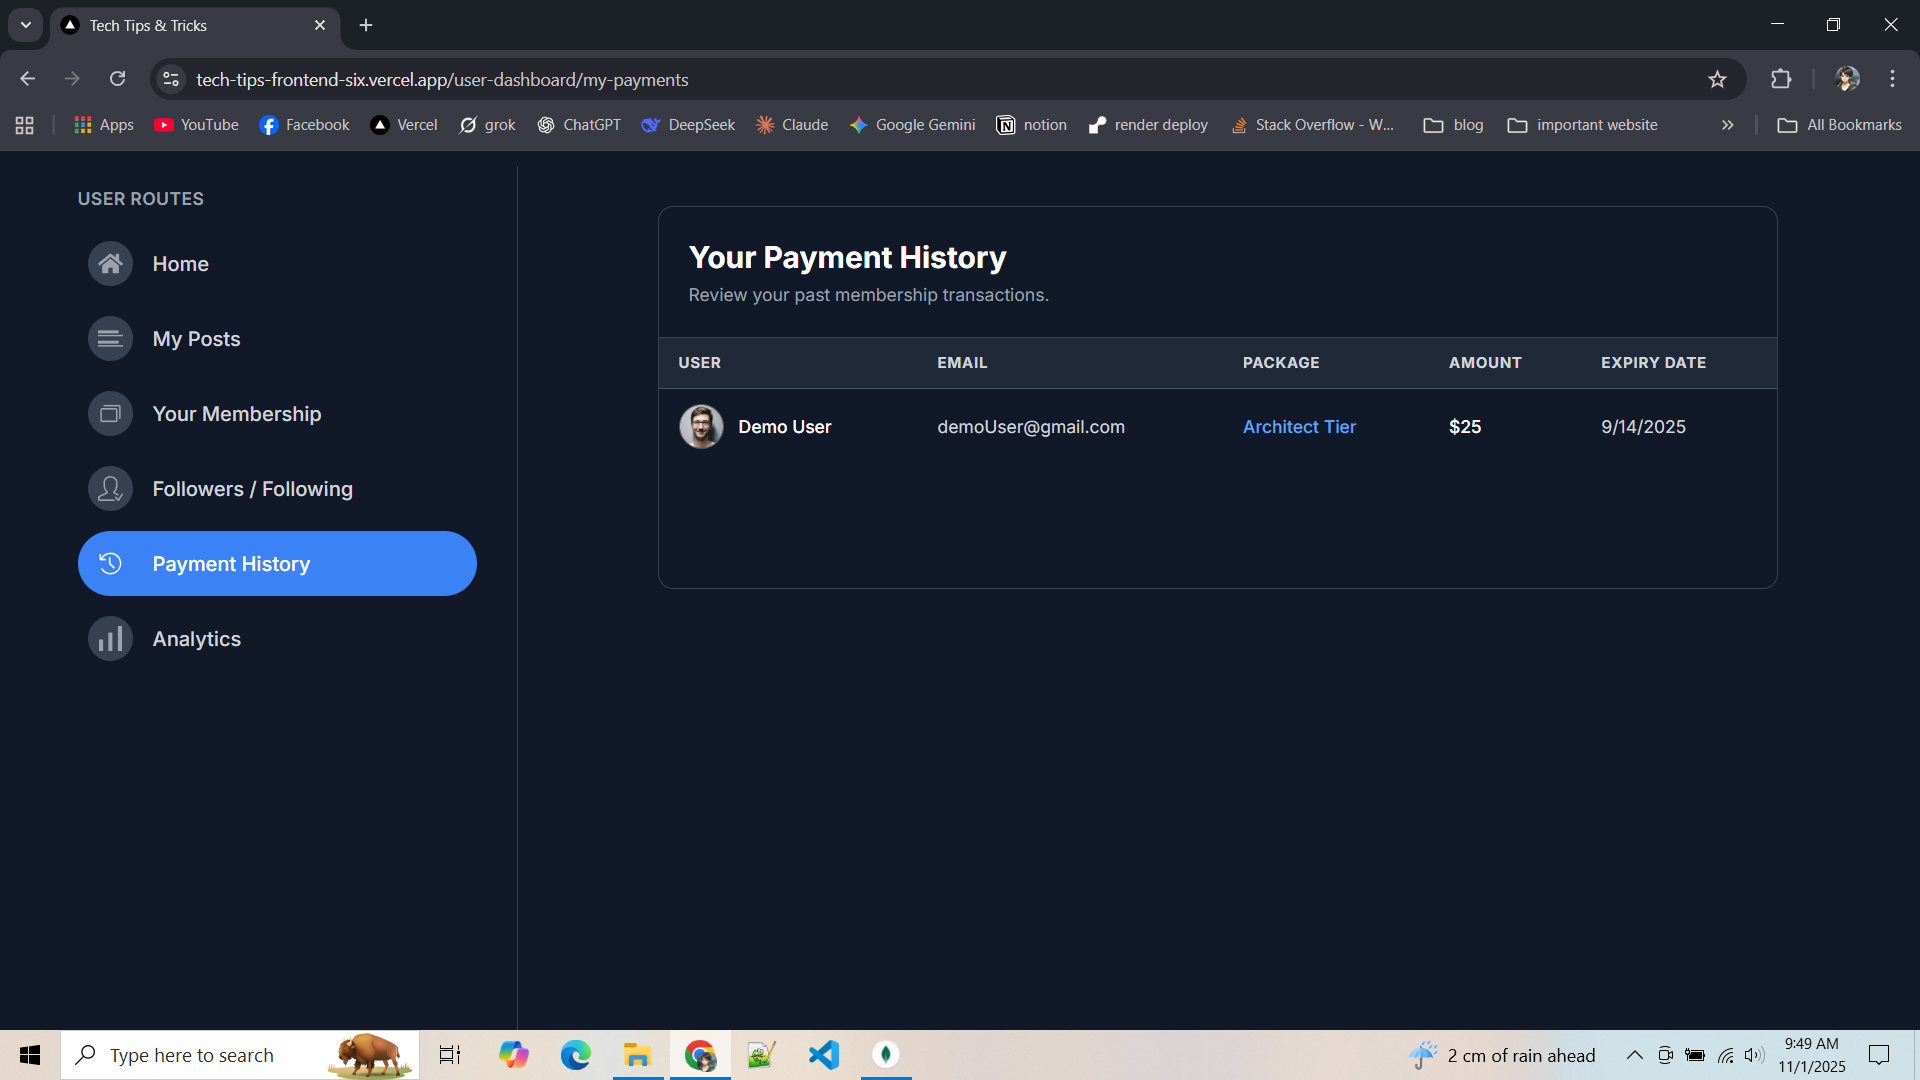 Tech Tips & Tricks
tech-tips-frontend-six.vercel.app/user-dashboard/my-payments
Apps YouTube Facebook Vercel grok ChatGPT DeepSeek Claude Google Gemini notion render deploy Stack Overflow - W... blog important website All Bookmarks
USER ROUTES
Home
My Posts
Your Membership
Followers / Following
Payment History
Analytics
Your Payment History
Review your past membership transactions.
USER EMAIL PACKAGE AMOUNT EXPIRY DATE
Demo User demoUser@gmail.com Architect Tier $25 9/14/2025
Type here to search
2 cm of rain ahead
9:49 AM
11/1/2025